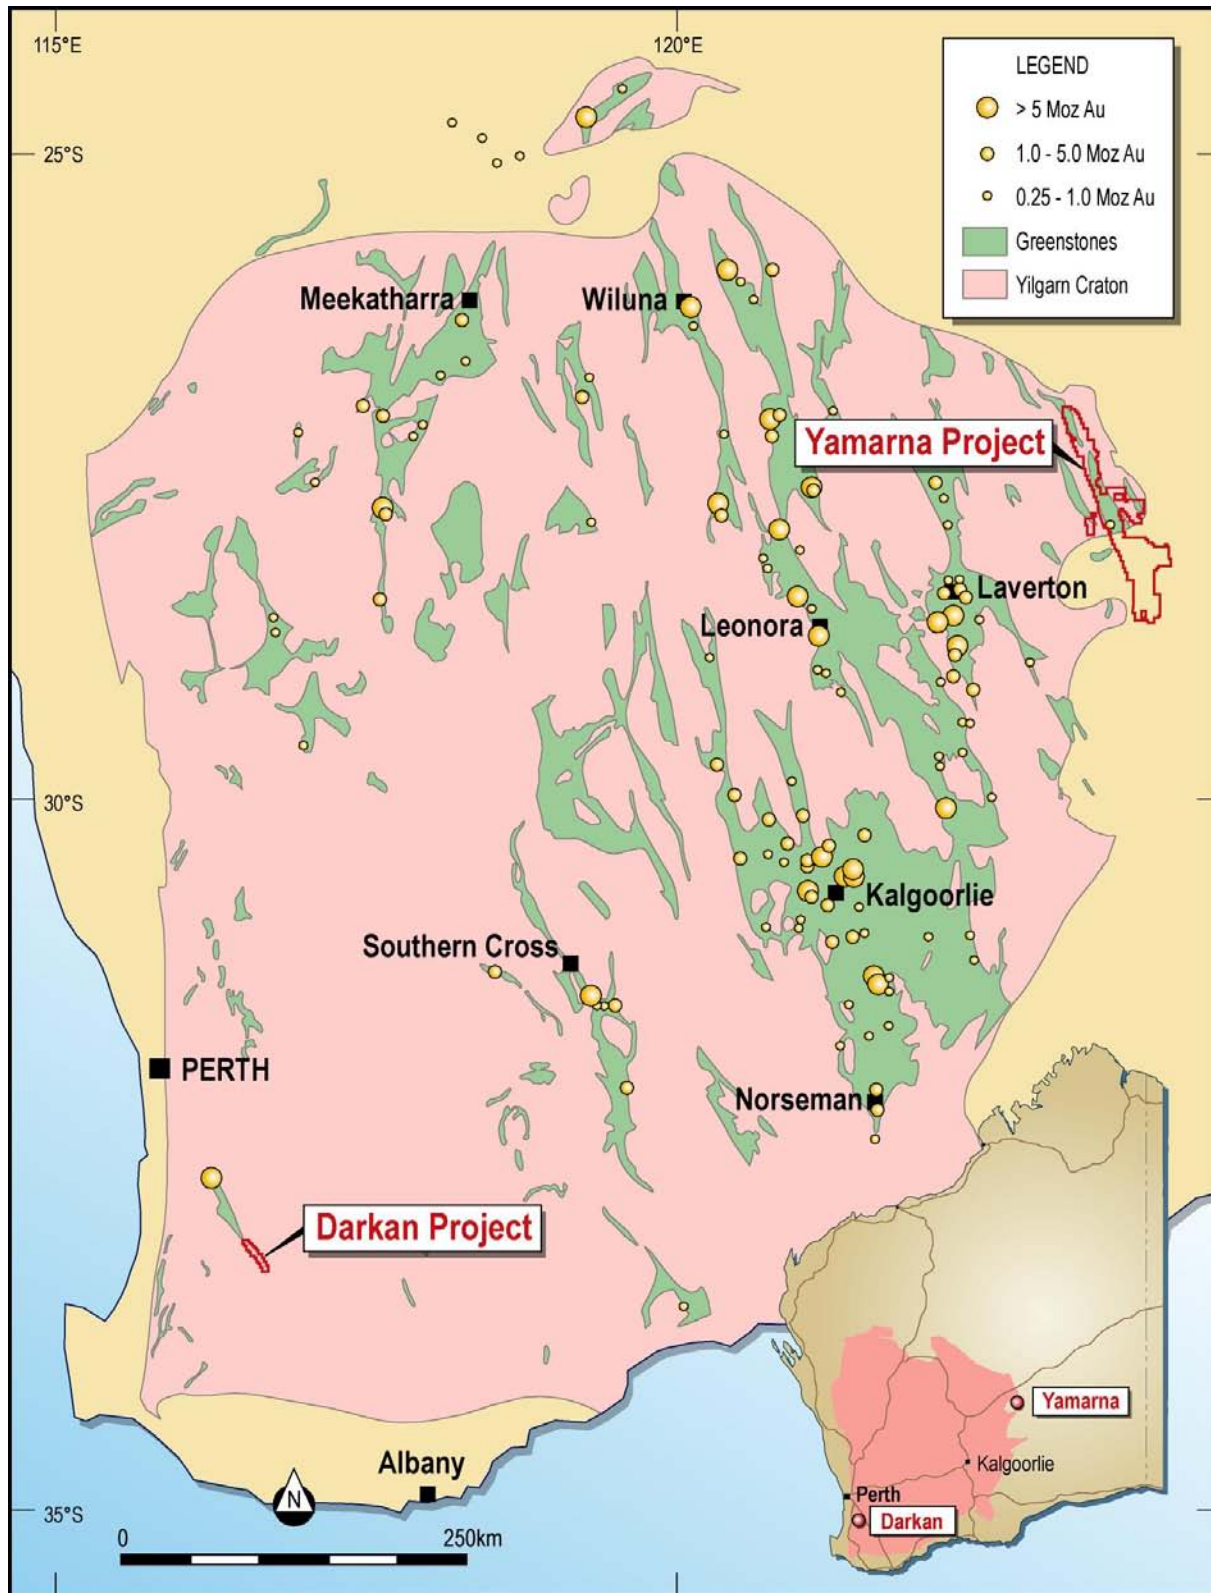 115°E
120°E
LEGEND
> 5 Moz Au
1.0 - 5.0 Moz Au
0.25 - 1.0 Moz Au
Greenstones
Yilgarn Craton
25°S
Meekatharra
Wiluna
Yamarna Project
Laverton
Leonora
30°S
Kalgoorlie
Southern Cross
PERTH
Norseman
Darkan Project
Yamarna
Kalgoorlie
Perth
Darkan
Albany
N
35°S
0
250km